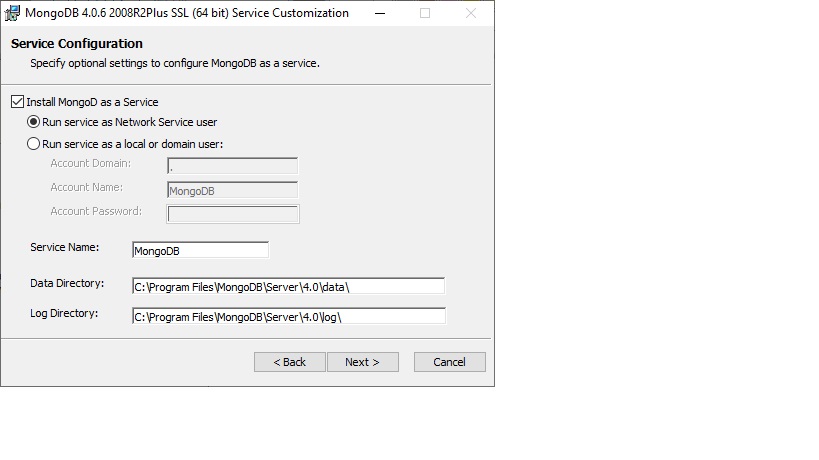 MongoDB 4.0.6 2008R2Plus SSL (64 bit) Service Customization
Service Configuration
Specify optional settings to configure MongoDB as a service.
Install MongoD as a Service
Run service as Network Service user
Run service as a local or domain user:
Account Domain: .
Account Name: MongoDB
Account Password:
Service Name: MongoDB
Data Directory: C:\Program Files\MongoDB\Server\4.0\data\
Log Directory: C:\Program Files\MongoDB\Server\4.0\log\
< Back Next > Cancel